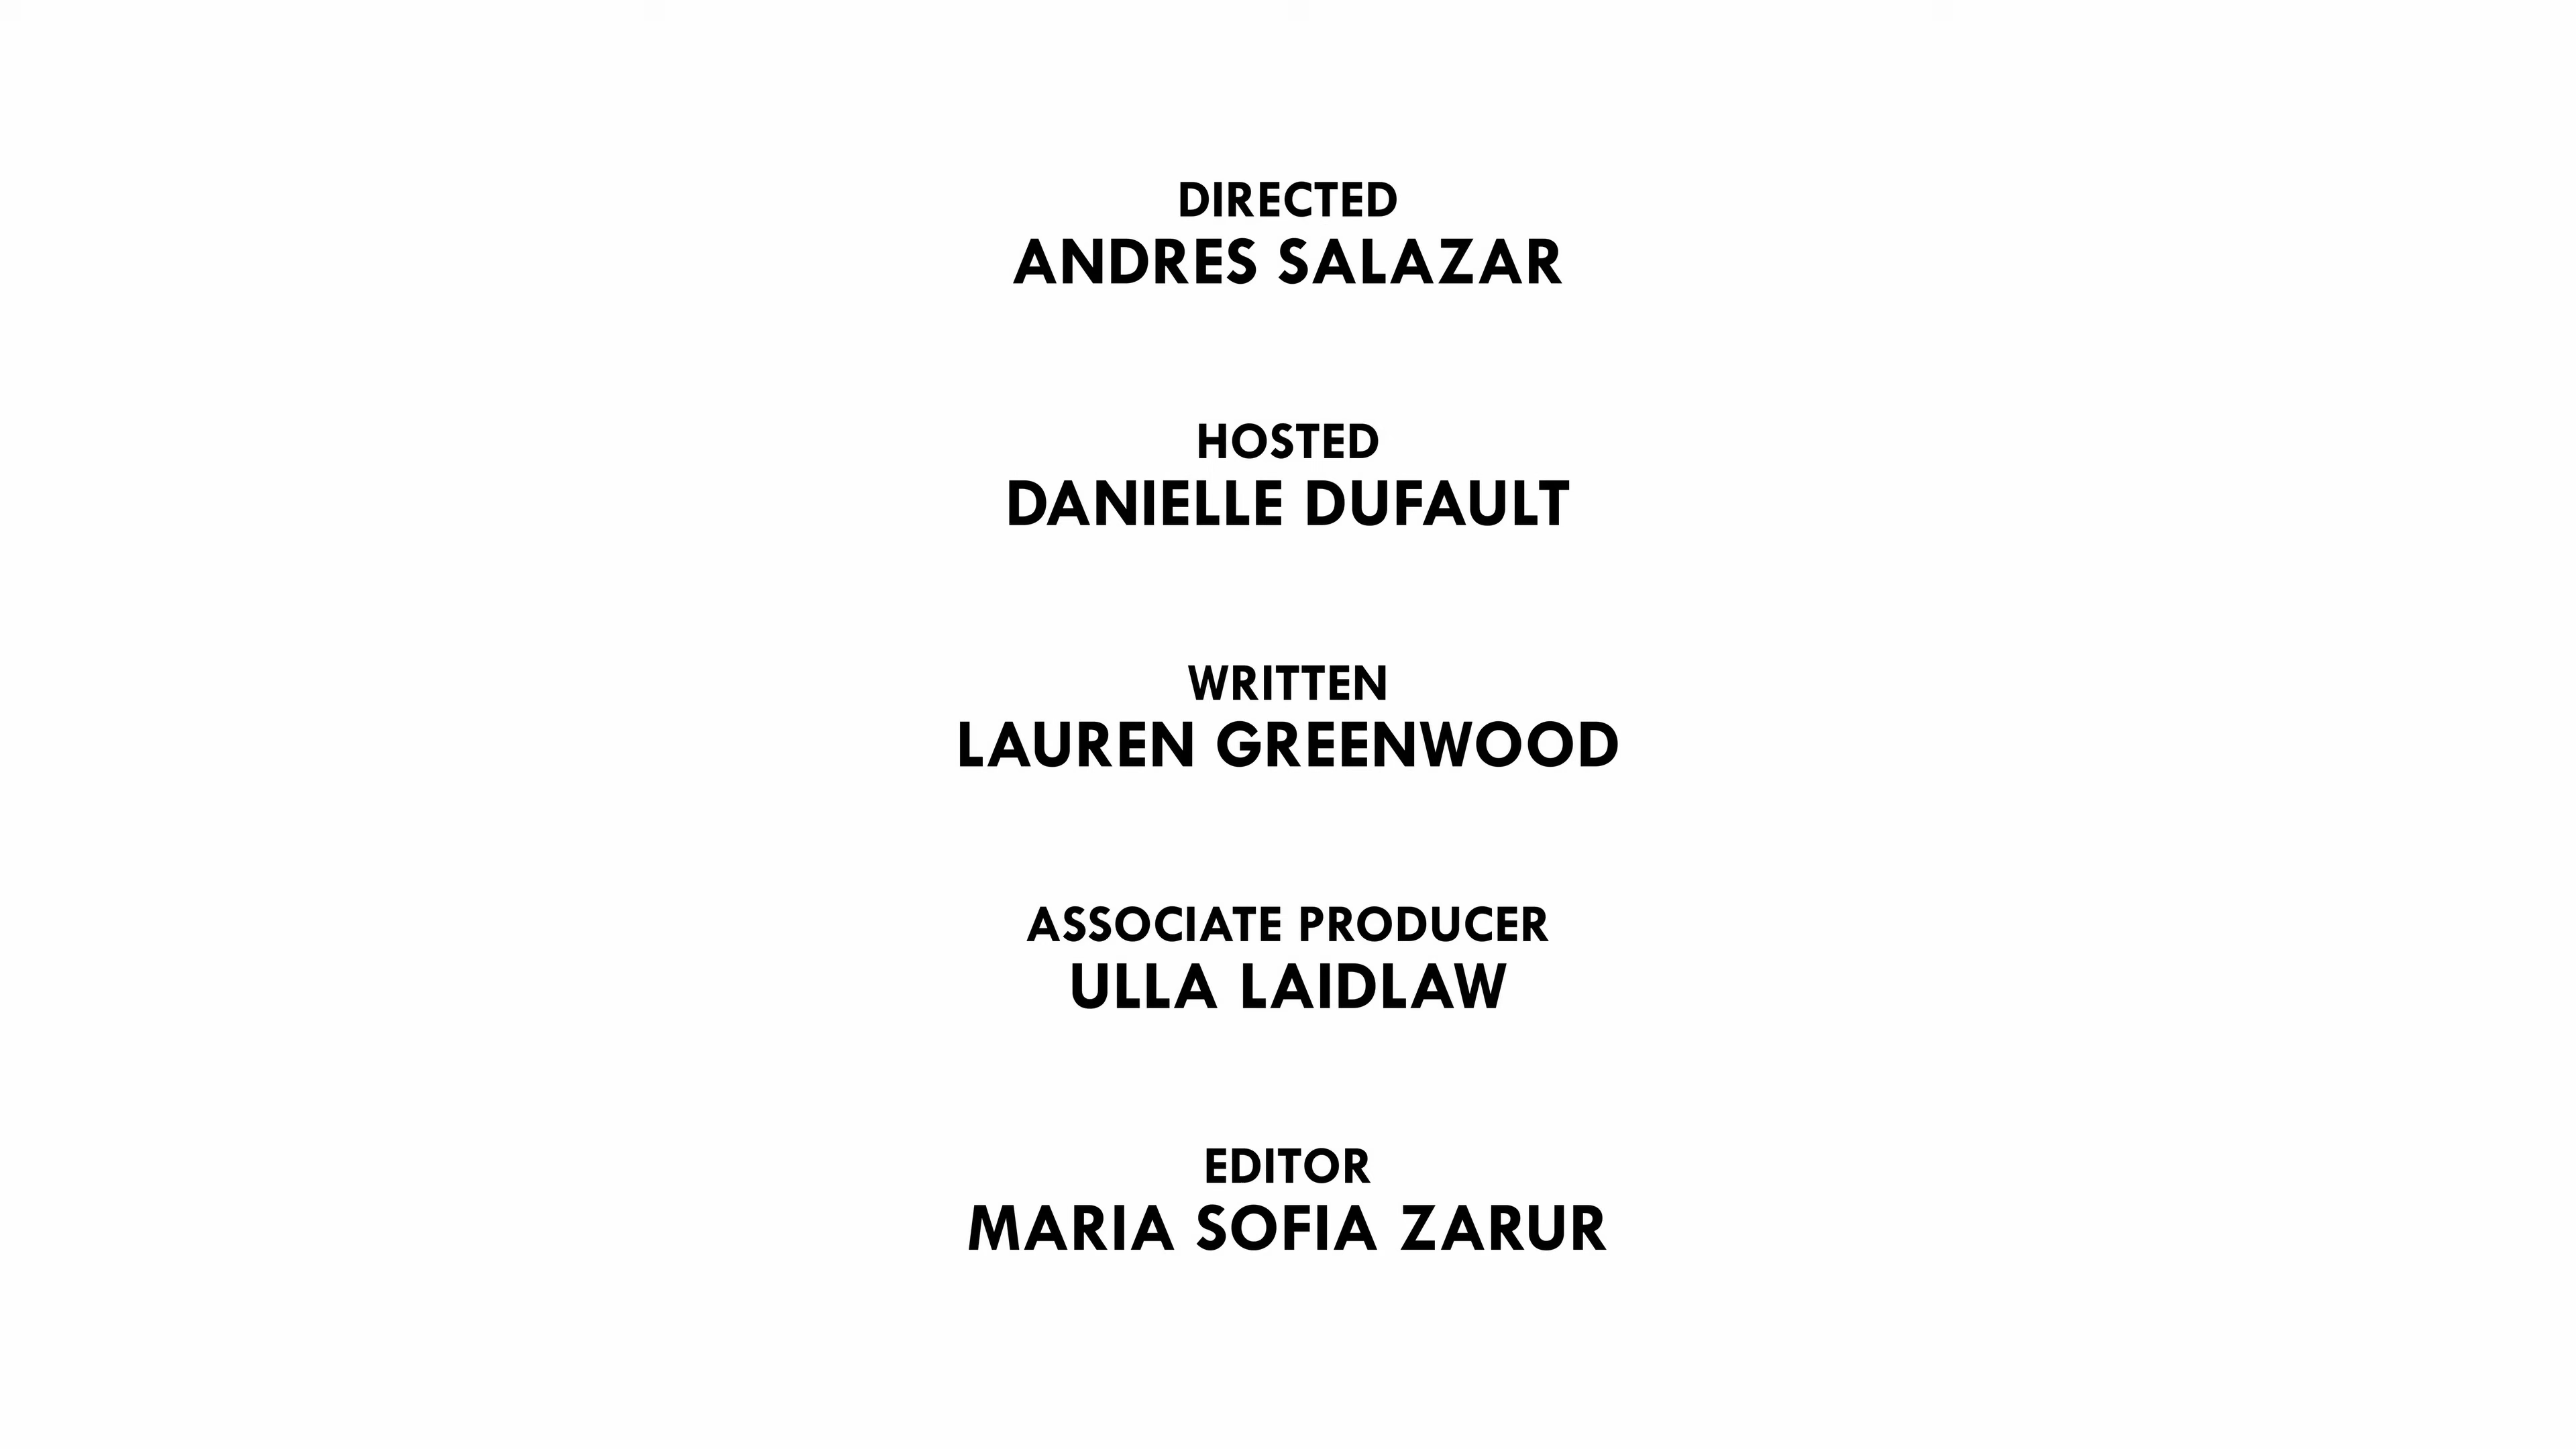 DIRECTED
ANDRES SALAZAR
HOSTED
DANIELLE DUFAULT
WRITTEN
LAUREN GREENWOOD
ASSOCIATE PRODUCER
ULLA LAIDLAW
EDITOR
MARIA SOFIA ZARUR